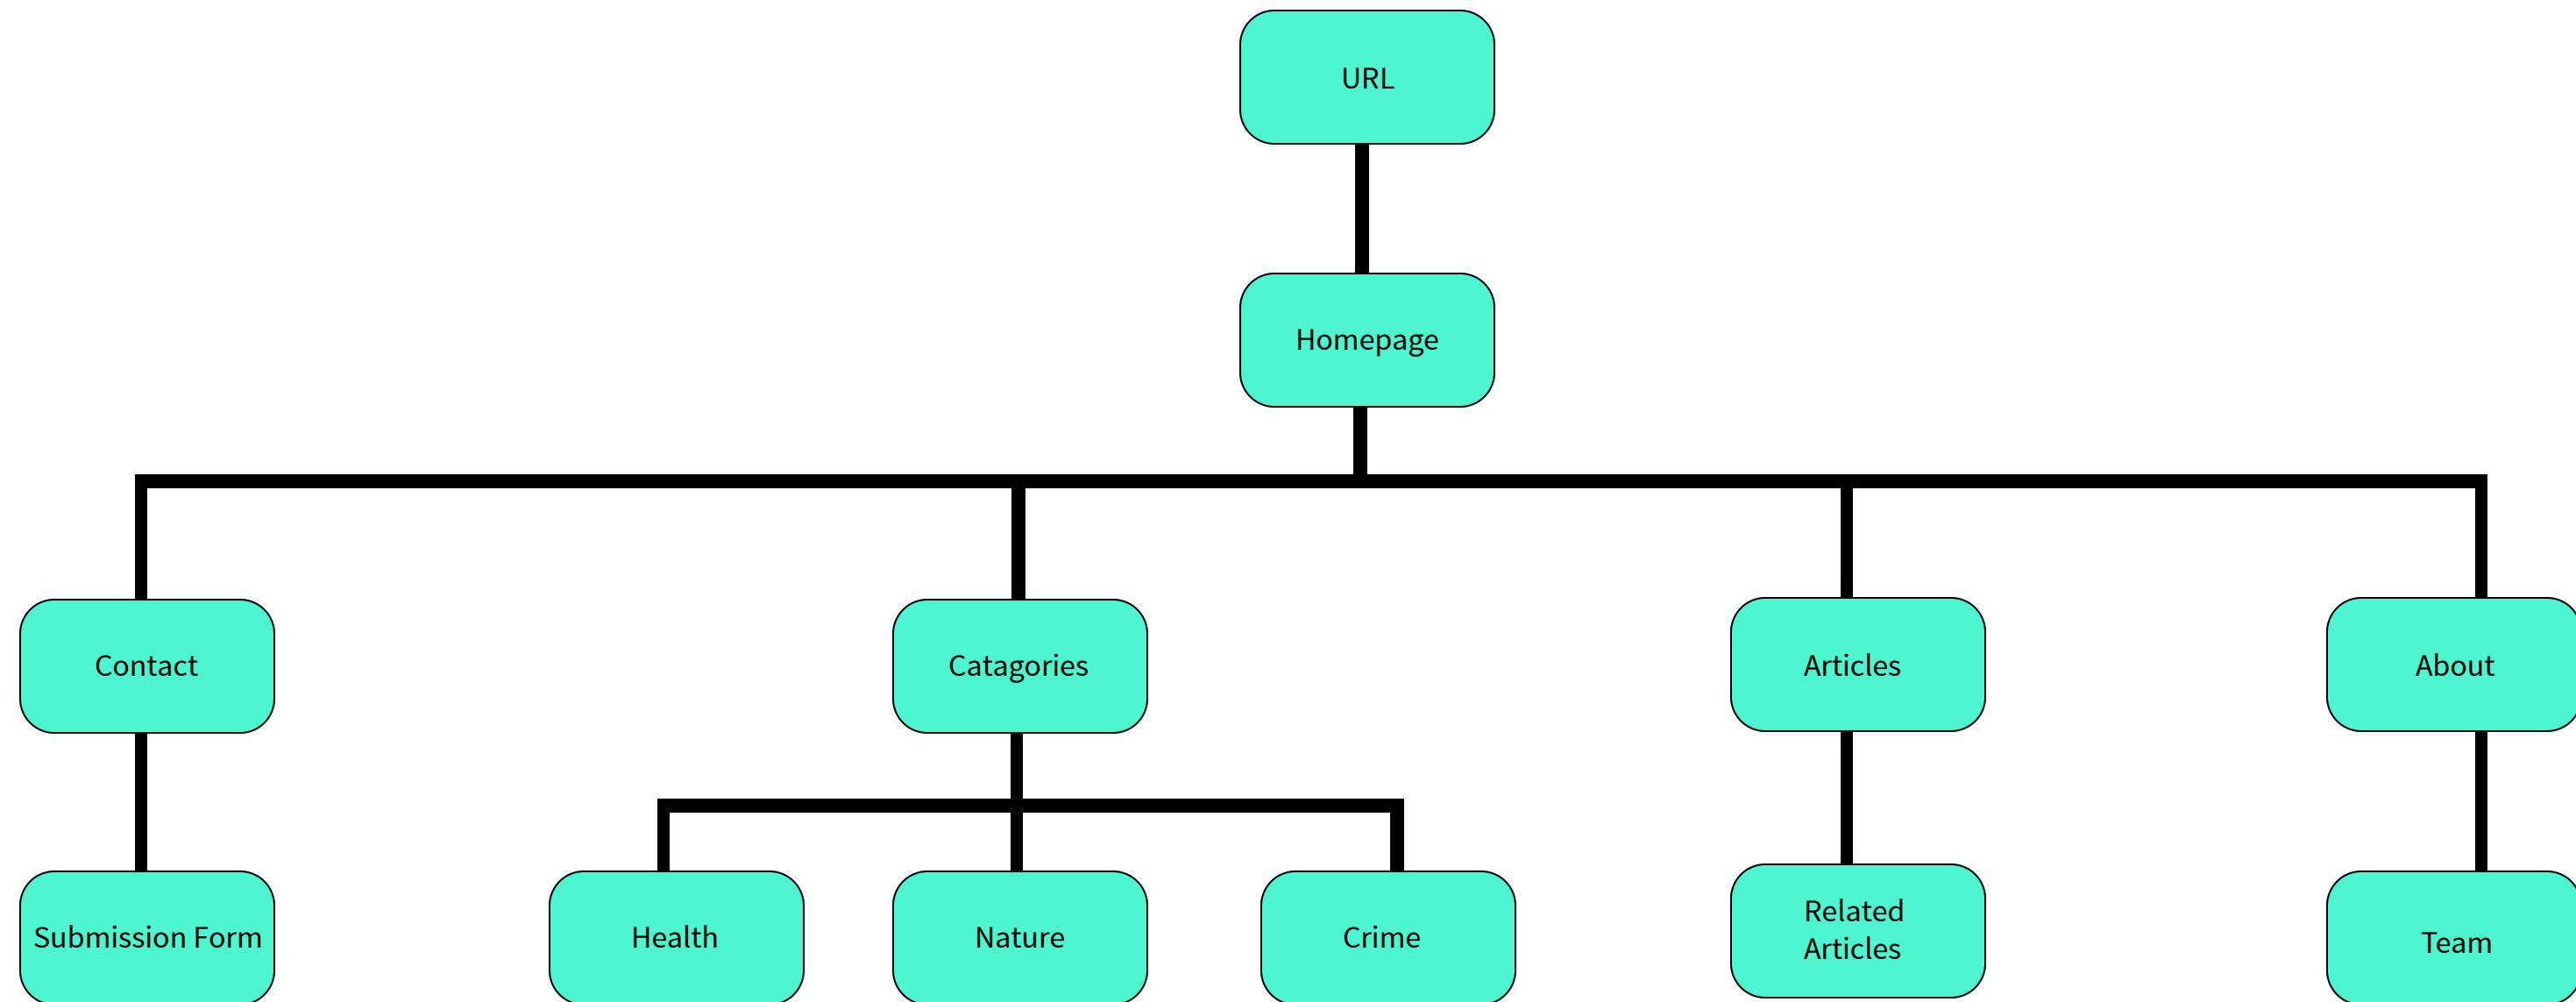 URL
Homepage
Contact
Catagories
Articles
About
Submission Form
Health
Nature
Crime
Related
Articles
Team